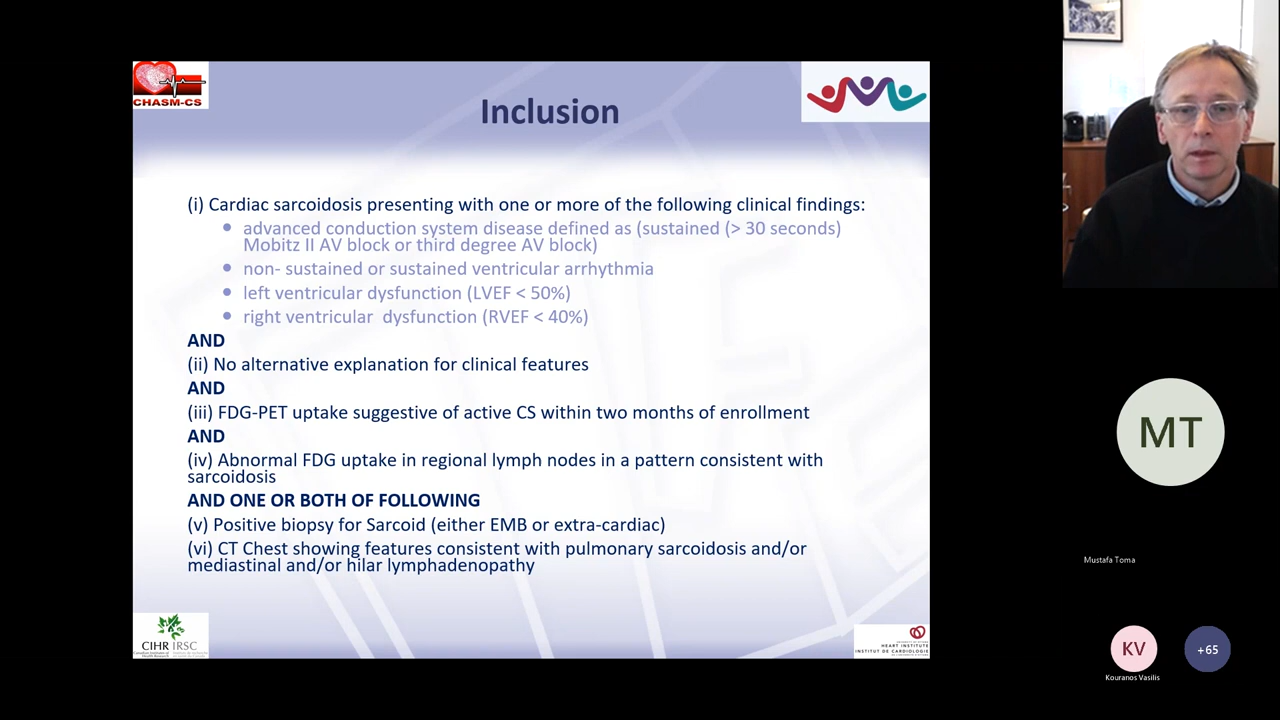 CHASM-CS
Inclusion
(i) Cardiac sarcoidosis presenting with one or more of the following clinical findings:
• advanced conduction system disease defined as (sustained (> 30 seconds)
Mobitz II AV block or third degree AV block)
• non- sustained or sustained ventricular arrhythmia
• left ventricular dysfunction (LVEF < 50%)
• right ventricular dysfunction (RVEF < 40%)
AND
(ii) No alternative explanation for clinical features
AND
(iii) FDG-PET uptake suggestive of active CS within two months of enrollment
AND
(iv) Abnormal FDG uptake in regional lymph nodes in a pattern consistent with
sarcoidosis
AND ONE OR BOTH OF FOLLOWING
(v) Positive biopsy for Sarcoid (either EMB or extra-cardiac)
(vi) CT Chest showing features consistent with pulmonary sarcoidosis and/or
mediastinal and/or hilar lymphadenopathy
CIHR IRSC
HEART INSTITUTE
INSTITUT DE CARDIOLOGIE
MT
Mustafa Toma
KV
+65
Kouranos Vasilis